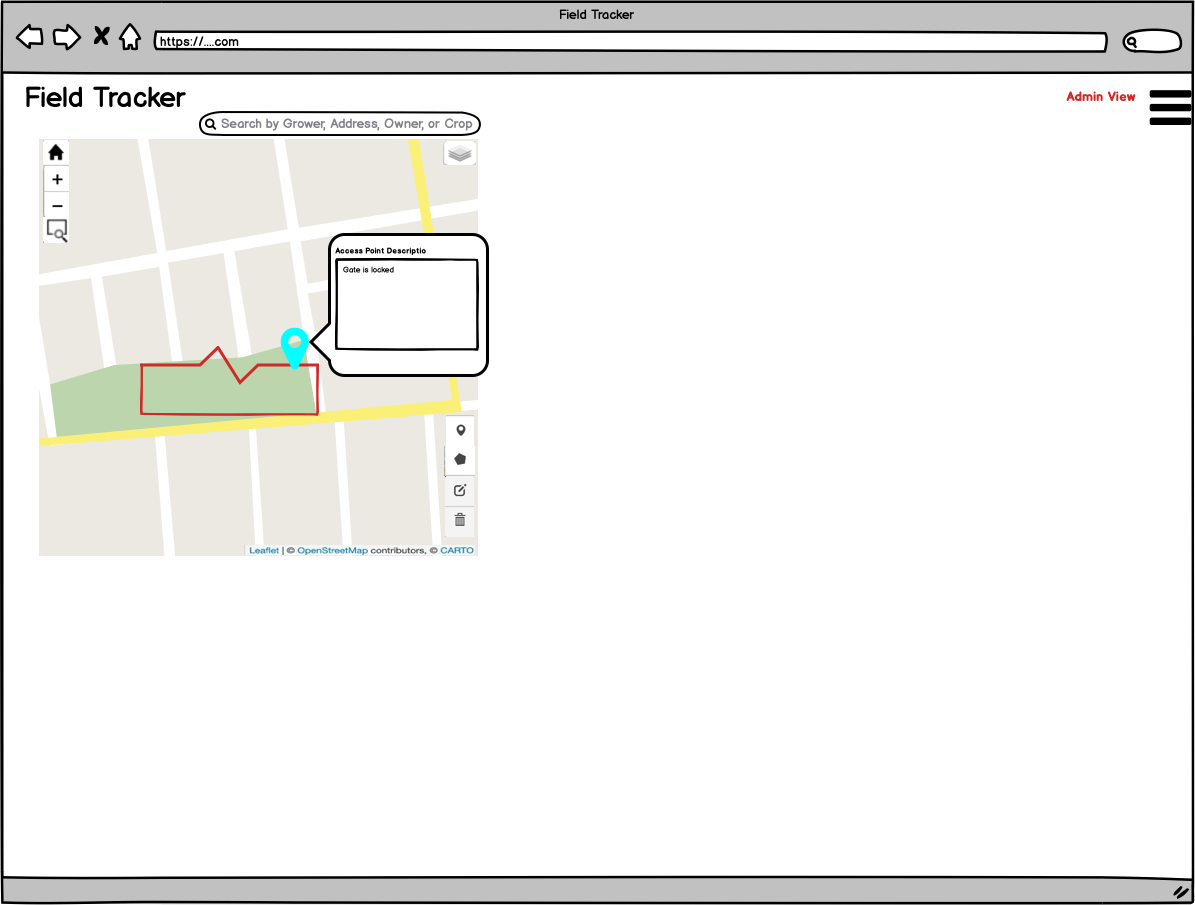 Field Tracker
https://....com
Field Tracker
Admin View
Search by Grower, Address, Owner, or Crop
+
−
Access Point Descriptio
Gate is locked
Leaflet | © OpenStreetMap contributors, © CARTO